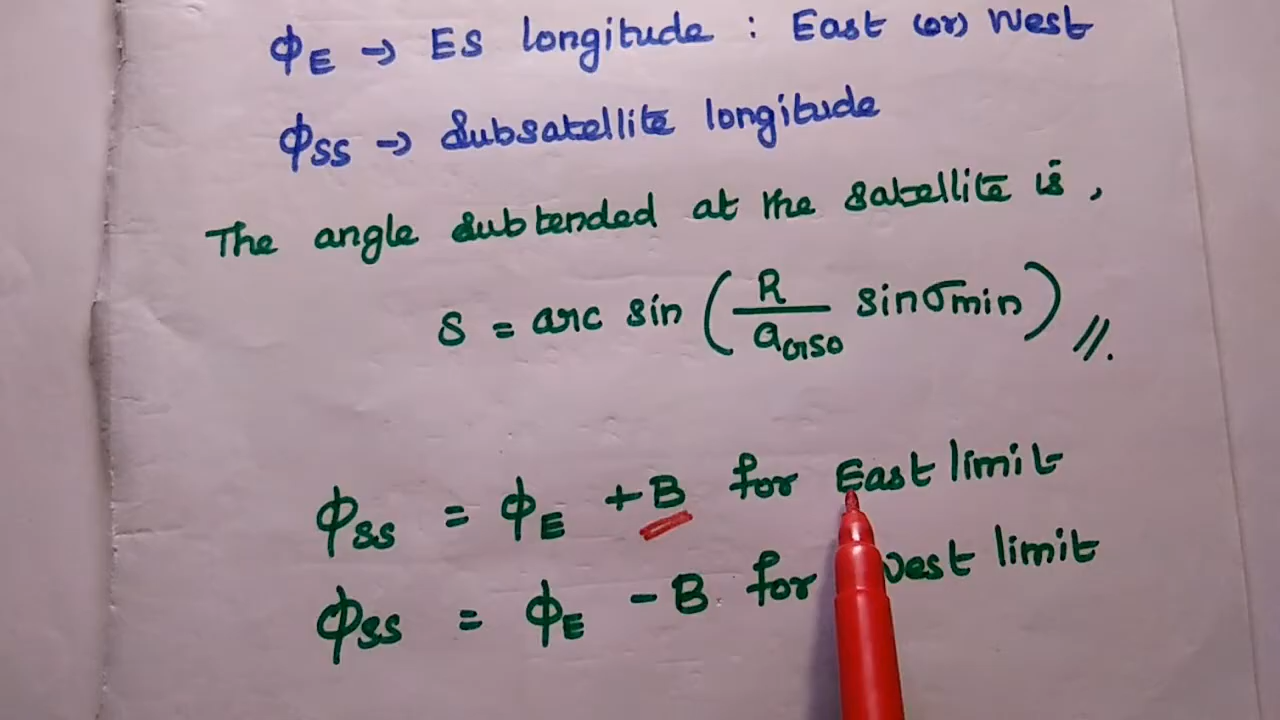 ϕE → ES longitude : East (or) West
ϕSS → Subsatellite longitude
The angle subtended at the satellite is,
S = arc sin (R/aGSO sinσmin) //.
ϕSS = ϕE + B for East limit
ϕSS = ϕE - B for West limit